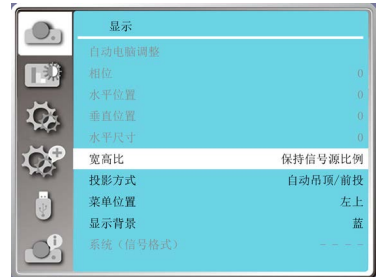 显示
自动电脑调整
相位 0
水平位置 0
垂直位置 0
水平尺寸 0
宽高比 保持信号源比例
投影方式 自动吊顶/前投
菜单位置 左上
显示背景 蓝
系统（信号格式） ----